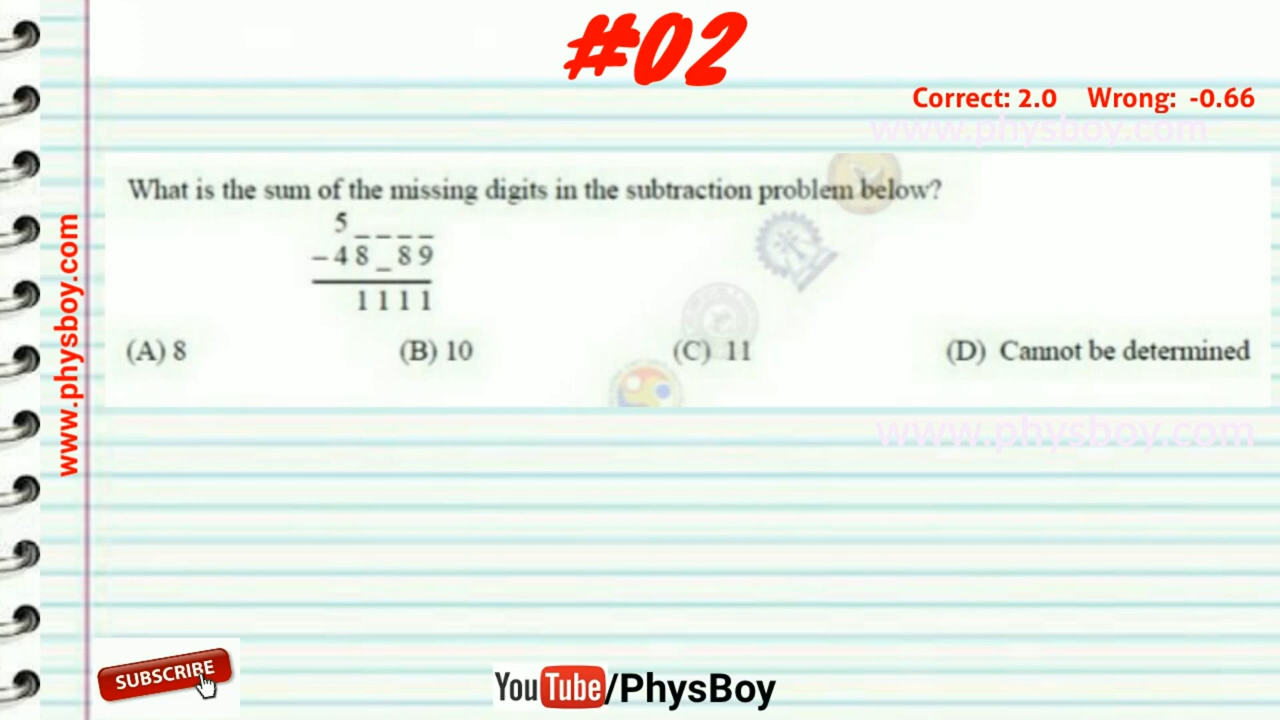 #02
Correct: 2.0 Wrong: -0.66
www.physboy.com
What is the sum of the missing digits in the subtraction problem below?
5 _ _ _ _
– 4 8 _ 8 9
1 1 1 1
(A) 8 (B) 10 (C) 11 (D) Cannot be determined
www.physboy.com
www.physboy.com
SUBSCRIBE
YouTube/PhysBoy